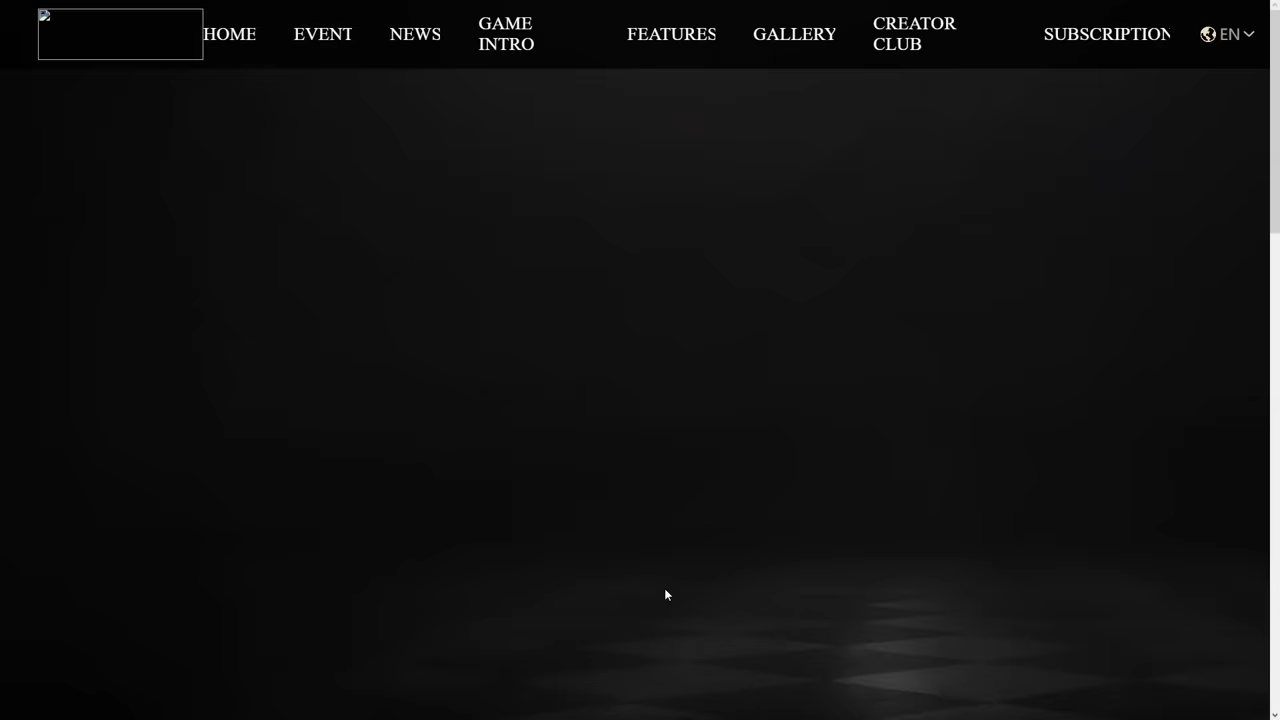 HOME
EVENT
NEWS
GAME
INTRO
FEATURES
GALLERY
CREATOR
CLUB
SUBSCRIPTION
EN